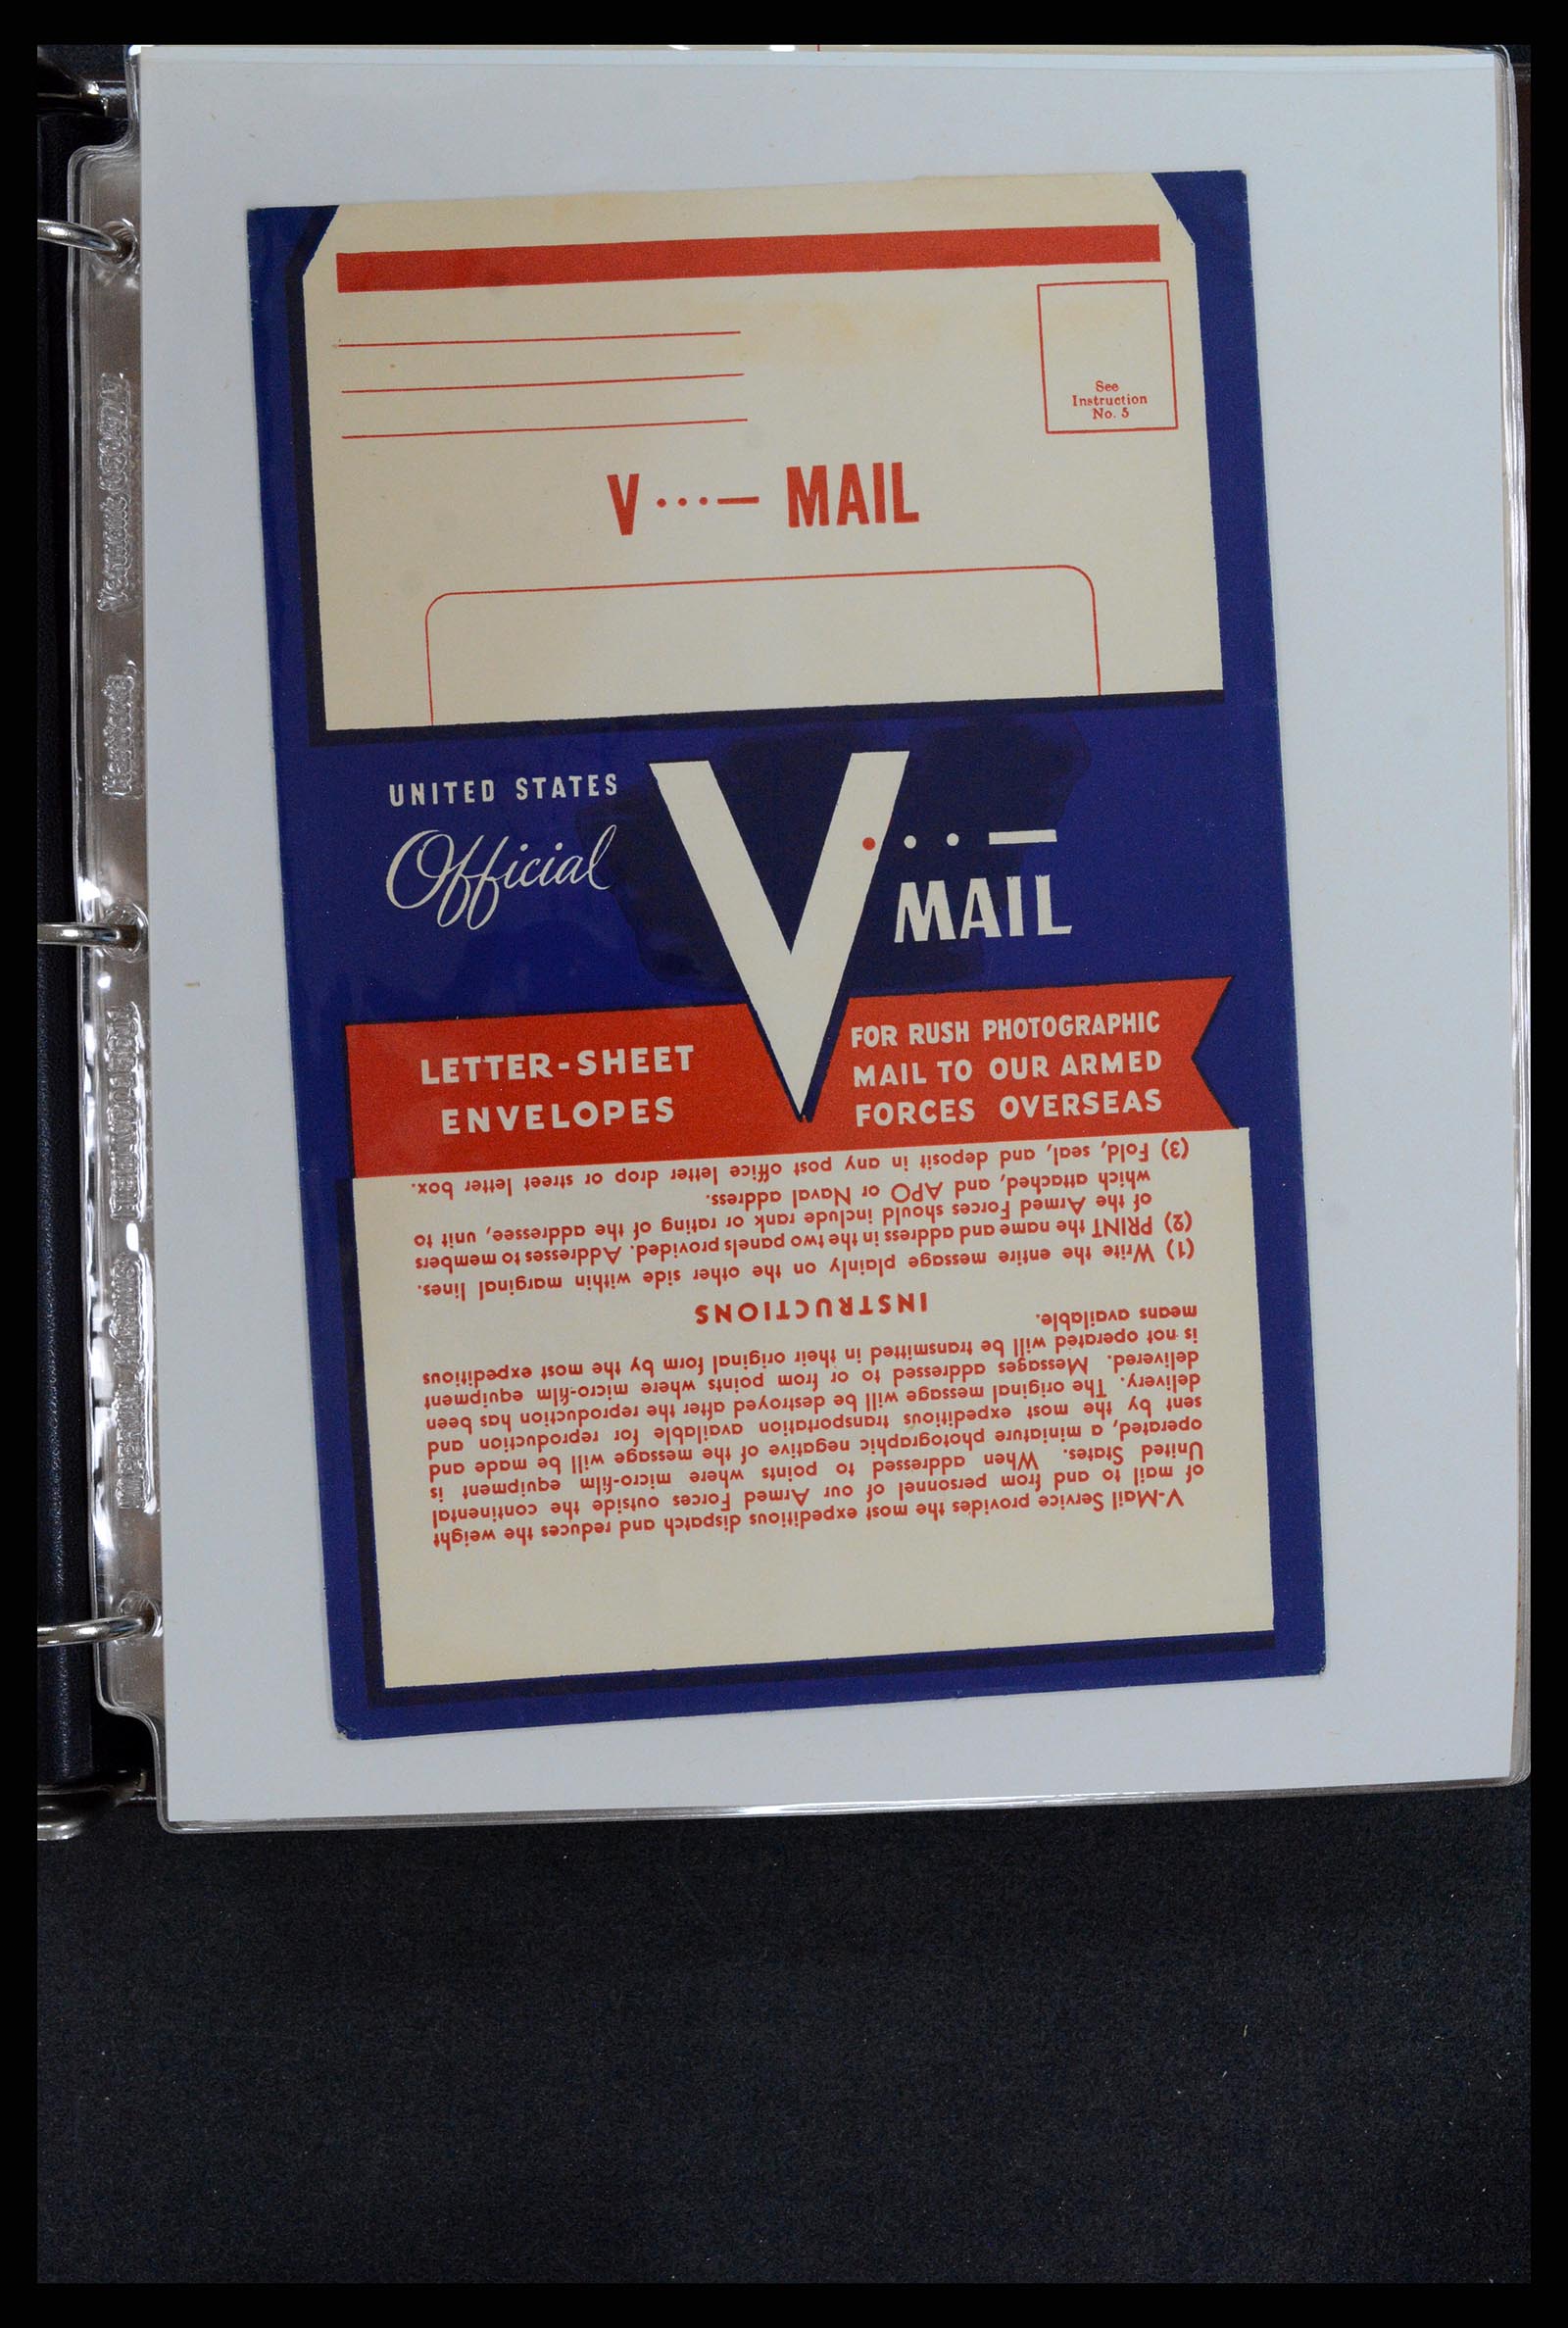 See
Instruction
No. 5
V ···— MAIL
UNITED STATES
Official
V ···—
MAIL
LETTER-SHEET
ENVELOPES
FOR RUSH PHOTOGRAPHIC
MAIL TO OUR ARMED
FORCES OVERSEAS
V-Mail Service provides the most expeditious dispatch and reduces the weight
of mail to and from personnel of our Armed Forces outside the continental
United States. When addressed to points where micro-film equipment is
operated, a miniature photographic negative of the message will be made and
sent by the most expeditious transportation available for reproduction and
delivery. The original message will be destroyed after the reproduction has been
delivered. Messages addressed to or from points where micro-film equipment
is not operated will be transmitted in their original form by the most expeditious
means available.
INSTRUCTIONS
(1) Write the entire message plainly on the other side within marginal lines.
(2) PRINT the name and address in the two panels provided. Addresses to members
of the Armed Forces should include rank or rating of the addressee, unit to
which attached, and APO or Naval address.
(3) Fold, seal, and deposit in any post office letter drop or street letter box.